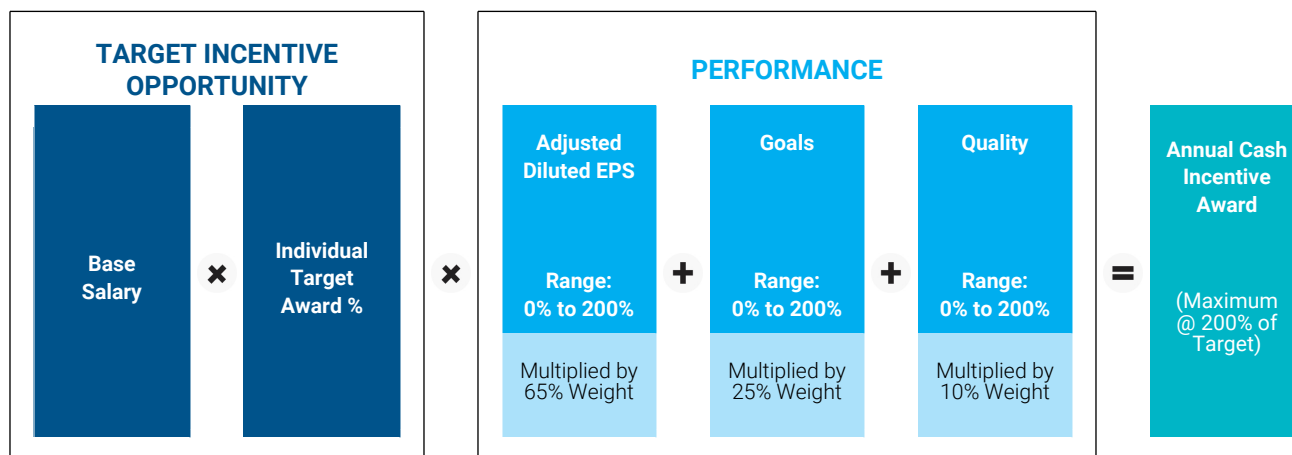 TARGET INCENTIVE
OPPORTUNITY
Base
Salary
×
Individual
Target
Award %
×
PERFORMANCE
Adjusted
Diluted EPS
Range:
0% to 200%
Multiplied by
65% Weight
+
Goals
Range:
0% to 200%
Multiplied by
25% Weight
+
Quality
Range:
0% to 200%
Multiplied by
10% Weight
=
Annual Cash
Incentive
Award
(Maximum
@ 200% of
Target)